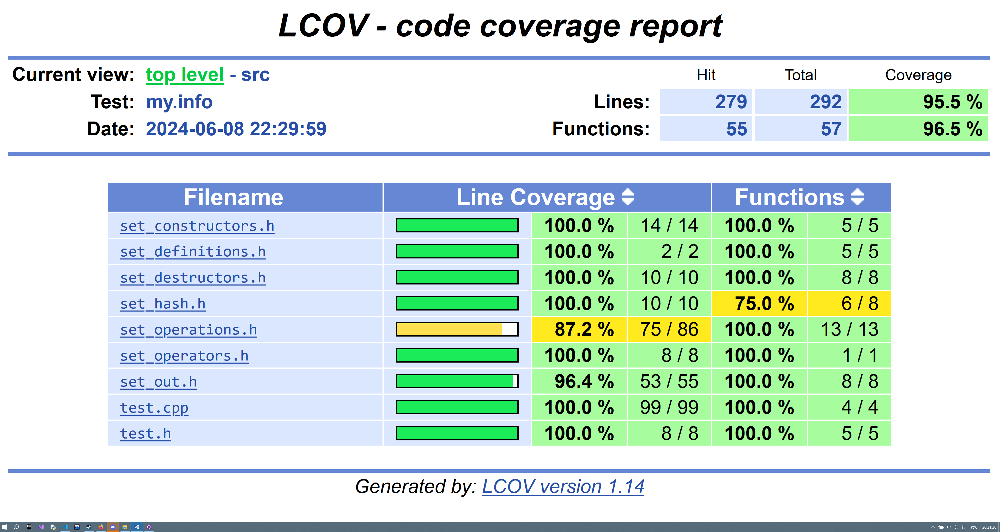 LCOV - code coverage report
Current view: top level - src
Hit Total Coverage
Test: my.info
Lines: 279 292 95.5 %
Date: 2024-06-08 22:29:59
Functions: 55 57 96.5 %
Filename Line Coverage Functions
set_constructors.h 100.0 % 14 / 14 100.0 % 5 / 5
set_definitions.h 100.0 % 2 / 2 100.0 % 5 / 5
set_destructors.h 100.0 % 10 / 10 100.0 % 8 / 8
set_hash.h 100.0 % 10 / 10 75.0 % 6 / 8
set_operations.h 87.2 % 75 / 86 100.0 % 13 / 13
set_operators.h 100.0 % 8 / 8 100.0 % 1 / 1
set_out.h 96.4 % 53 / 55 100.0 % 8 / 8
test.cpp 100.0 % 99 / 99 100.0 % 4 / 4
test.h 100.0 % 8 / 8 100.0 % 5 / 5
Generated by: LCOV version 1.14
РУС 20:21:26